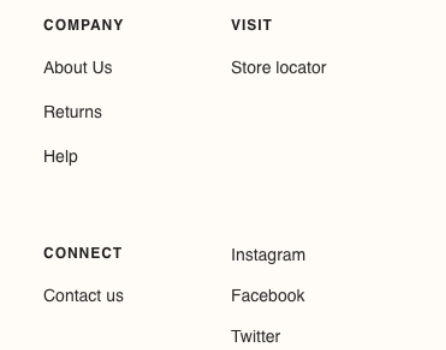 COMPANY
About Us
Returns
Help
VISIT
Store locator
CONNECT
Contact us
Instagram
Facebook
Twitter